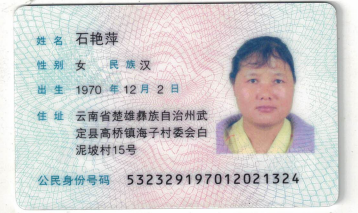 姓名 石艳萍
性别 女 民族 汉
出生 1970 年 12 月 2 日
住址 云南省楚雄彝族自治州武
定县高桥镇海子村委会白
泥坡村15号
公民身份号码 532329197012021324